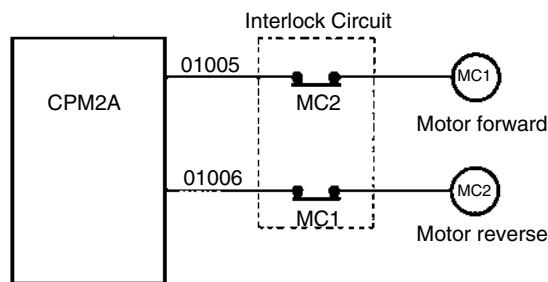 Interlock Circuit
01005
MC1
CPM2A
MC2
Motor forward
01006
MC2
MC1
Motor reverse